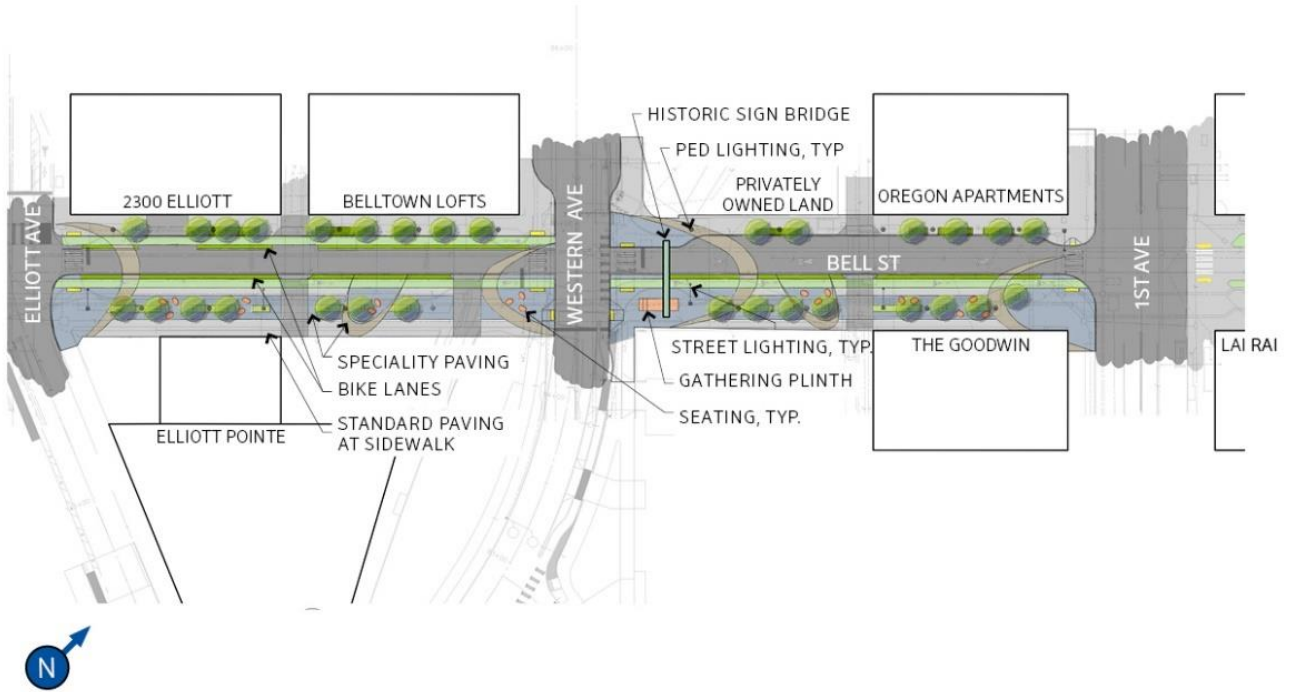 HISTORIC SIGN BRIDGE
PED LIGHTING, TYP
PRIVATELY
OWNED LAND
2300 ELLIOTT
BELLTOWN LOFTS
OREGON APARTMENTS
ELLIOTT AVE
WESTERN AVE
BELL ST
1ST AVE
SPECIALITY PAVING
BIKE LANES
STANDARD PAVING
AT SIDEWALK
ELLIOTT POINTE
STREET LIGHTING, TYP.
GATHERING PLINTH
SEATING, TYP.
THE GOODWIN
LAI RAI
N